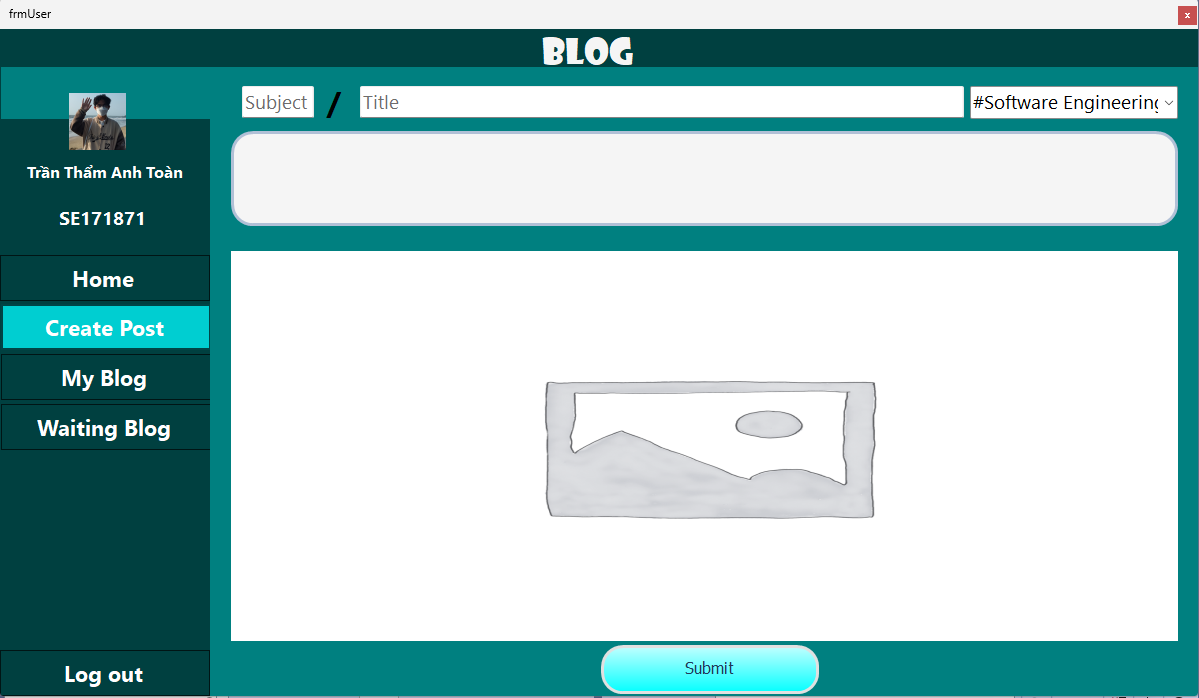 frmUser
x
BLOG
Subject / Title #Software Engineering
Trần Thẩm Anh Toàn
SE171871
Home
Create Post
My Blog
Waiting Blog
Log out
Submit